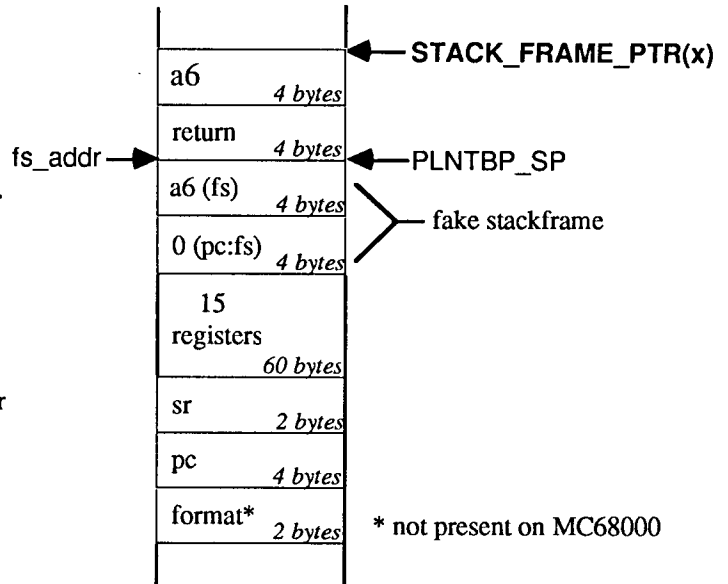 STACK_FRAME_PTR(x)
a6
4 bytes
return
4 bytes
fs_addr
PLNTBP_SP
a6 (fs)
4 bytes
fake stackframe
0 (pc:fs)
4 bytes
15
registers
60 bytes
sr
2 bytes
pc
4 bytes
format*
2 bytes
* not present on MC68000